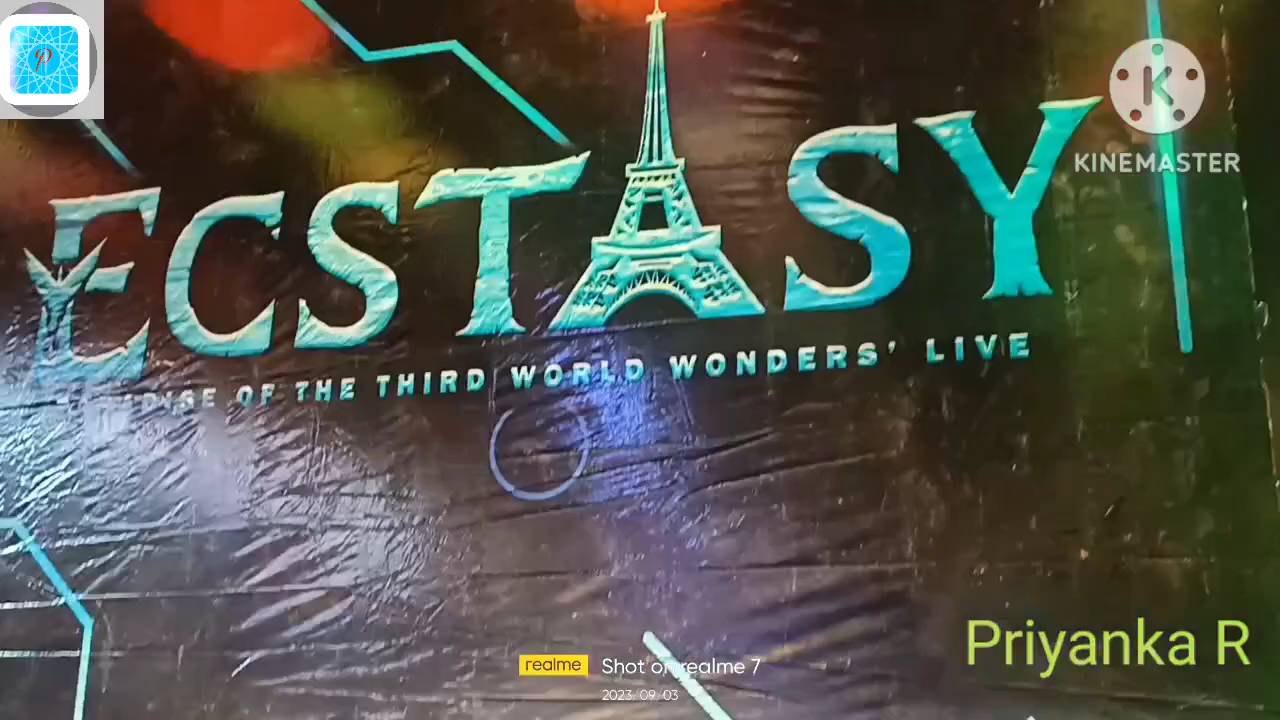 P
KINEMASTER
ECSTASY
OF THE THIRD WORLD WONDERS' LIVE
realme Shot on realme 7
2023. 09. 03
Priyanka R